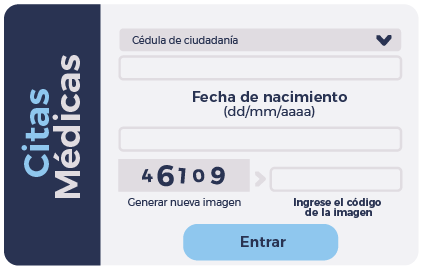 Citas
Médicas
Cédula de ciudadanía
Fecha de nacimiento
(dd/mm/aaaa)
46109
Generar nueva imagen
Ingrese el código
de la imagen
Entrar